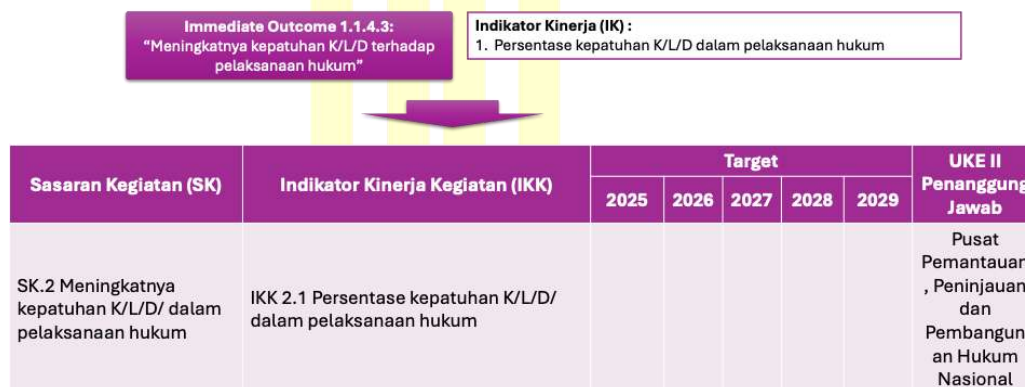 Immediate Outcome 1.1.4.3:
“Meningkatnya kepatuhan K/L/D terhadap
pelaksanaan hukum”
Indikator Kinerja (IK) :
1. Persentase kepatuhan K/L/D dalam pelaksanaan hukum
Sasaran Kegiatan (SK)
Indikator Kinerja Kegiatan (IKK)
Target
2025
2026
2027
2028
2029
UKE II
Penanggung
Jawab
SK.2 Meningkatnya
kepatuhan K/L/D/ dalam
pelaksanaan hukum
IKK 2.1 Persentase kepatuhan K/L/D/
dalam pelaksanaan hukum
Pusat
Pemantauan
, Peninjauan
dan
Pembangun
an Hukum
Nasional